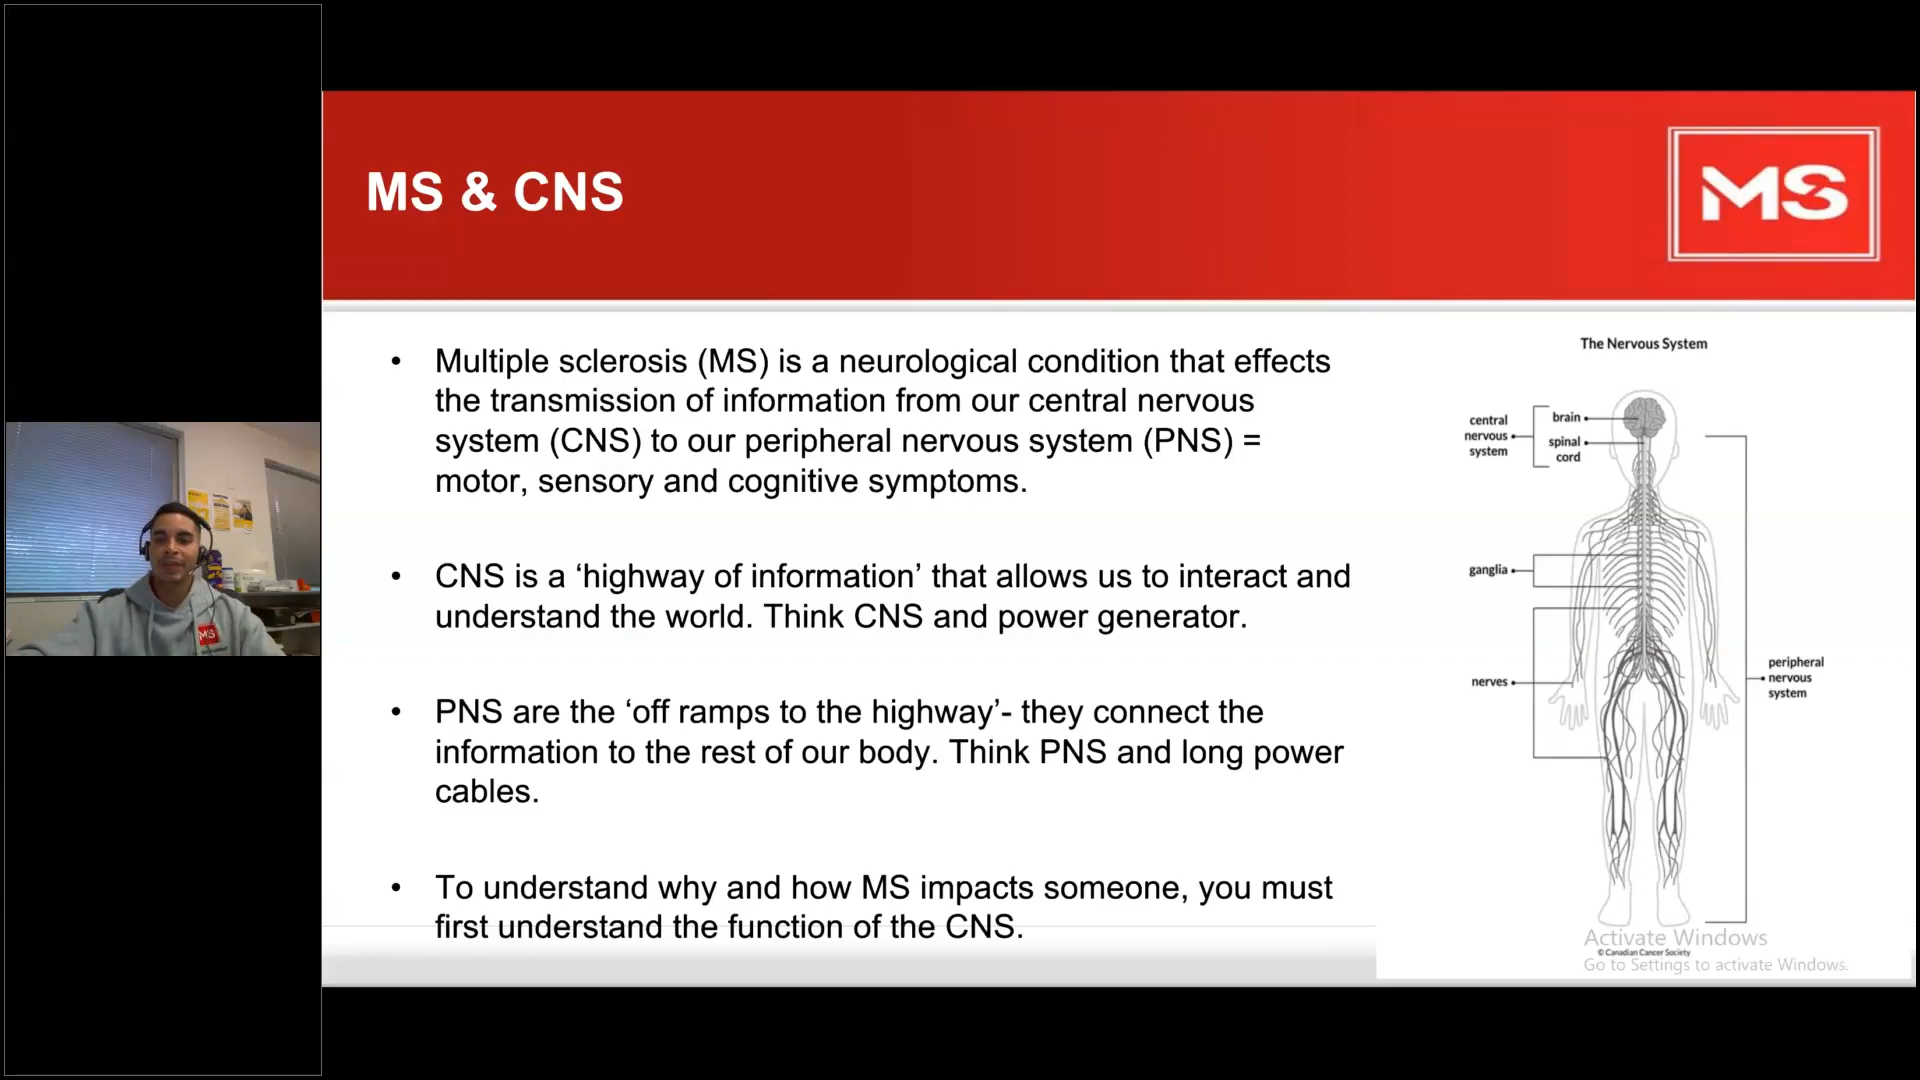 MS & CNS
MS
• Multiple sclerosis (MS) is a neurological condition that effects
the transmission of information from our central nervous
system (CNS) to our peripheral nervous system (PNS) =
motor, sensory and cognitive symptoms.
• CNS is a ‘highway of information’ that allows us to interact and
understand the world. Think CNS and power generator.
• PNS are the ‘off ramps to the highway’- they connect the
information to the rest of our body. Think PNS and long power
cables.
• To understand why and how MS impacts someone, you must
first understand the function of the CNS.
The Nervous System
central
nervous
system
brain
spinal
cord
ganglia
nerves
peripheral
nervous
system
Activate Windows
© Canadian Cancer Society
Go to Settings to activate Windows.
MS